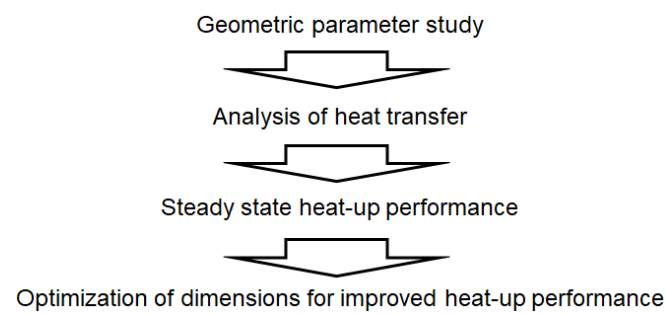 Geometric parameter study
Analysis of heat transfer
Steady state heat-up performance
Optimization of dimensions for improved heat-up performance